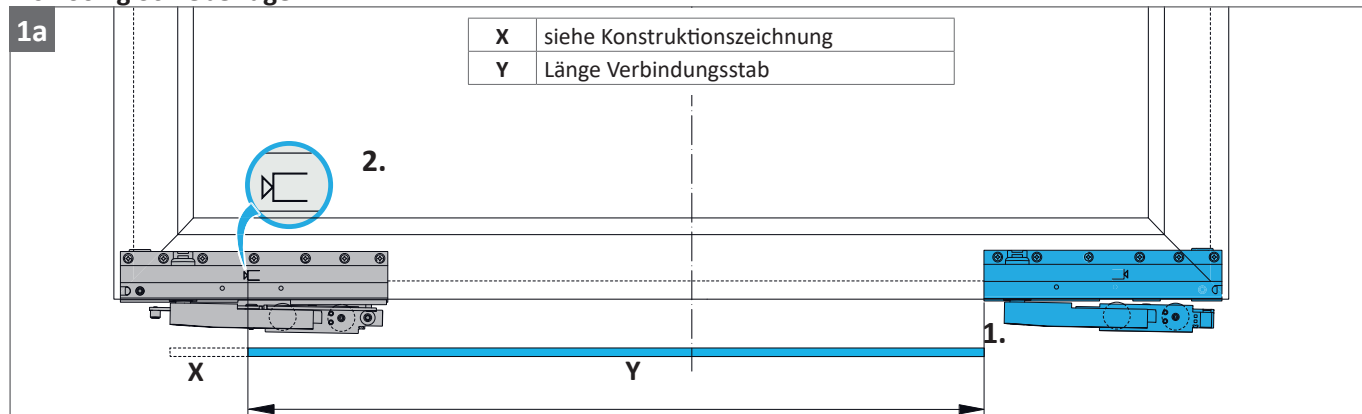 1a
X siehe Konstruktionszeichnung
Y Länge Verbindungsstab
2.
1.
X
Y